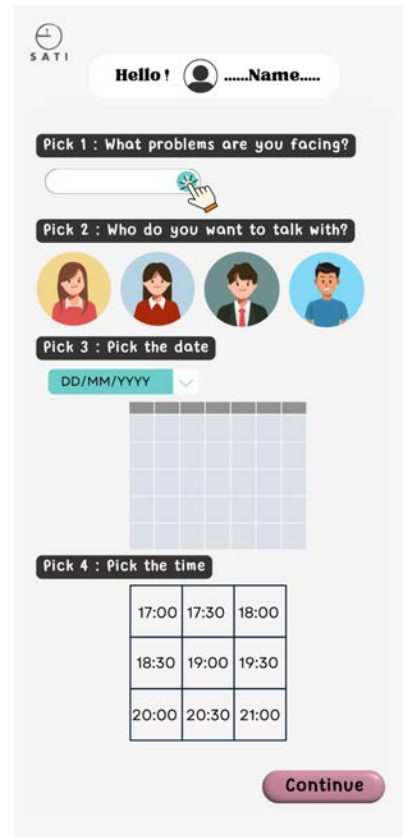 SATI
Hello ! ......Name.....
Pick 1 : What problems are you facing?
Pick 2 : Who do you want to talk with?
Pick 3 : Pick the date
DD/MM/YYYY
Pick 4 : Pick the time
17:00 17:30 18:00
18:30 19:00 19:30
20:00 20:30 21:00
Continue